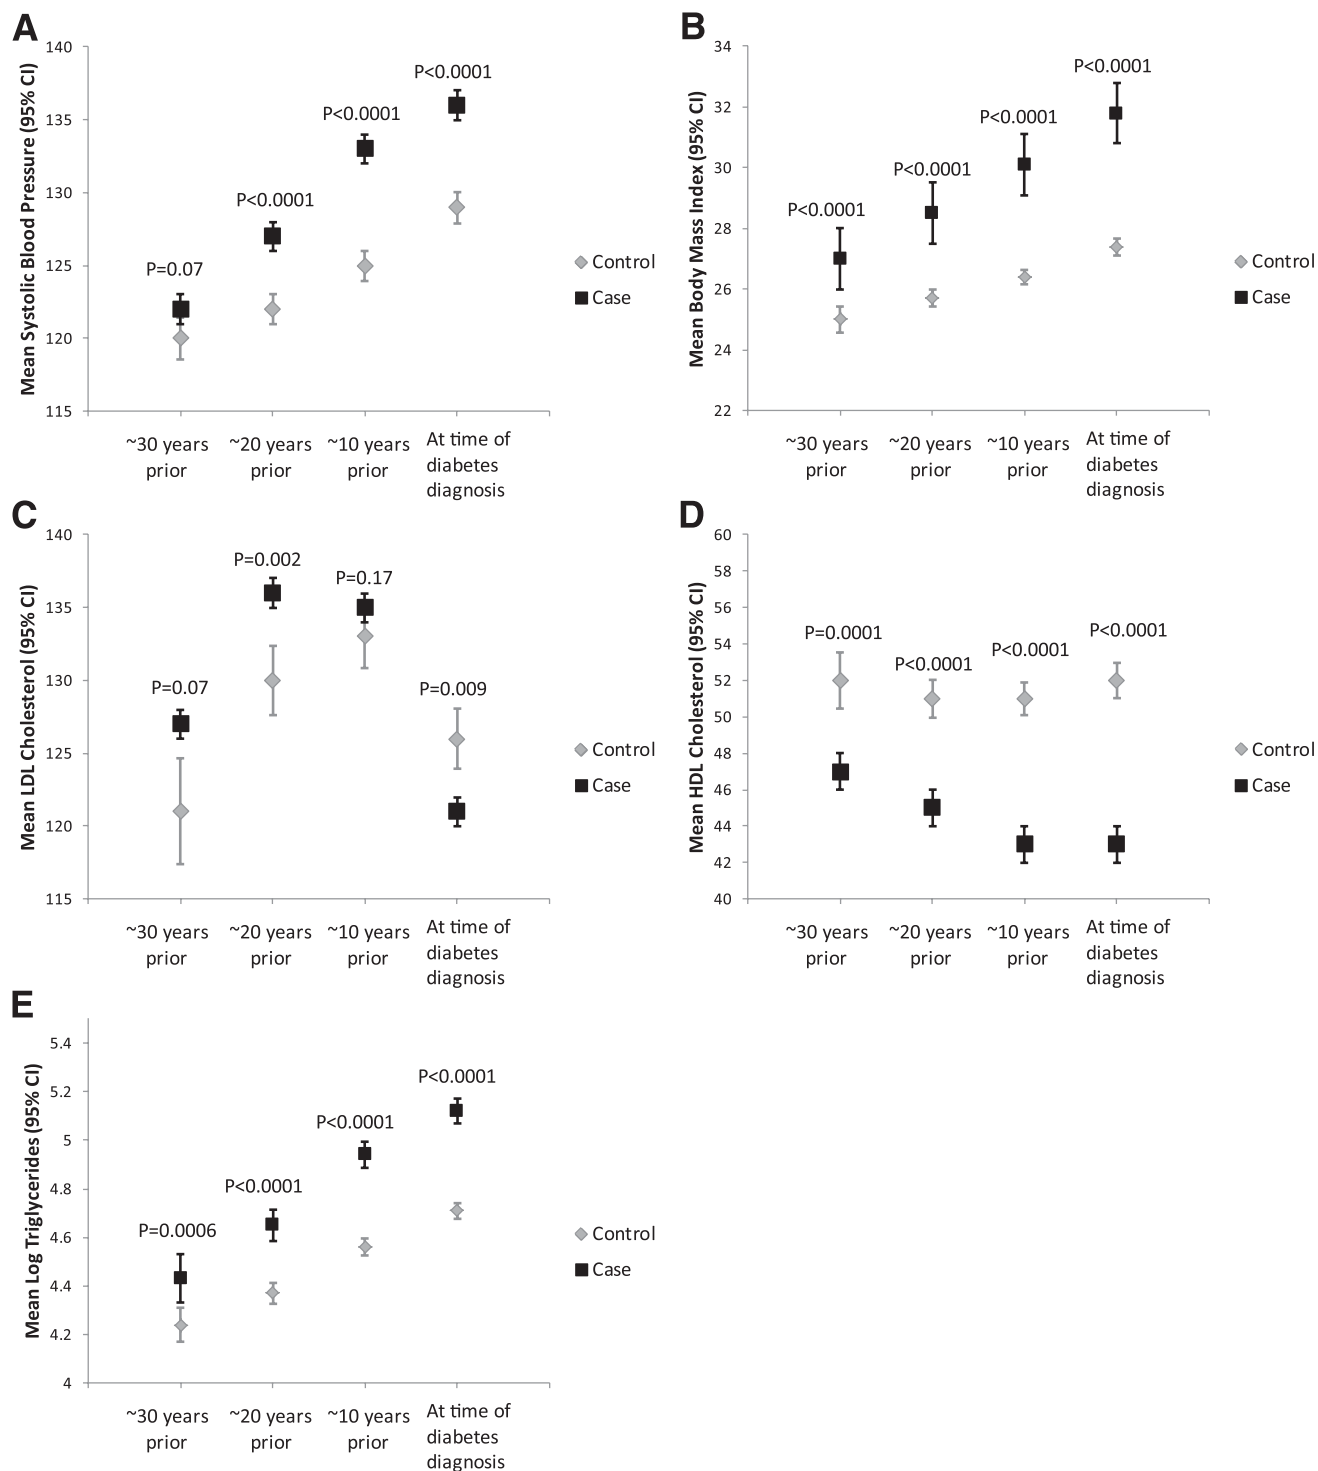 A
Mean Systolic Blood Pressure (95% CI)
140
135
130
125
120
115
P=0.07
P<0.0001
P<0.0001
P<0.0001
~30 years
prior
~20 years
prior
~10 years
prior
At time of
diabetes
diagnosis
Control
Case
B
Mean Body Mass Index (95% CI)
34
32
30
28
26
24
22
P<0.0001
P<0.0001
P<0.0001
P<0.0001
~30 years
prior
~20 years
prior
~10 years
prior
At time of
diabetes
diagnosis
Control
Case
C
Mean LDL Cholesterol (95% CI)
140
135
130
125
120
115
P=0.07
P=0.002
P=0.17
P=0.009
~30 years
prior
~20 years
prior
~10 years
prior
At time of
diabetes
diagnosis
Control
Case
D
Mean HDL Cholesterol (95% CI)
60
58
56
54
52
50
48
46
44
42
40
P=0.0001
P<0.0001
P<0.0001
P<0.0001
~30 years
prior
~20 years
prior
~10 years
prior
At time of
diabetes
diagnosis
Control
Case
E
Mean Log Triglycerides (95% CI)
5.4
5.2
5
4.8
4.6
4.4
4.2
4
P=0.0006
P<0.0001
P<0.0001
P<0.0001
~30 years
prior
~20 years
prior
~10 years
prior
At time of
diabetes
diagnosis
Control
Case